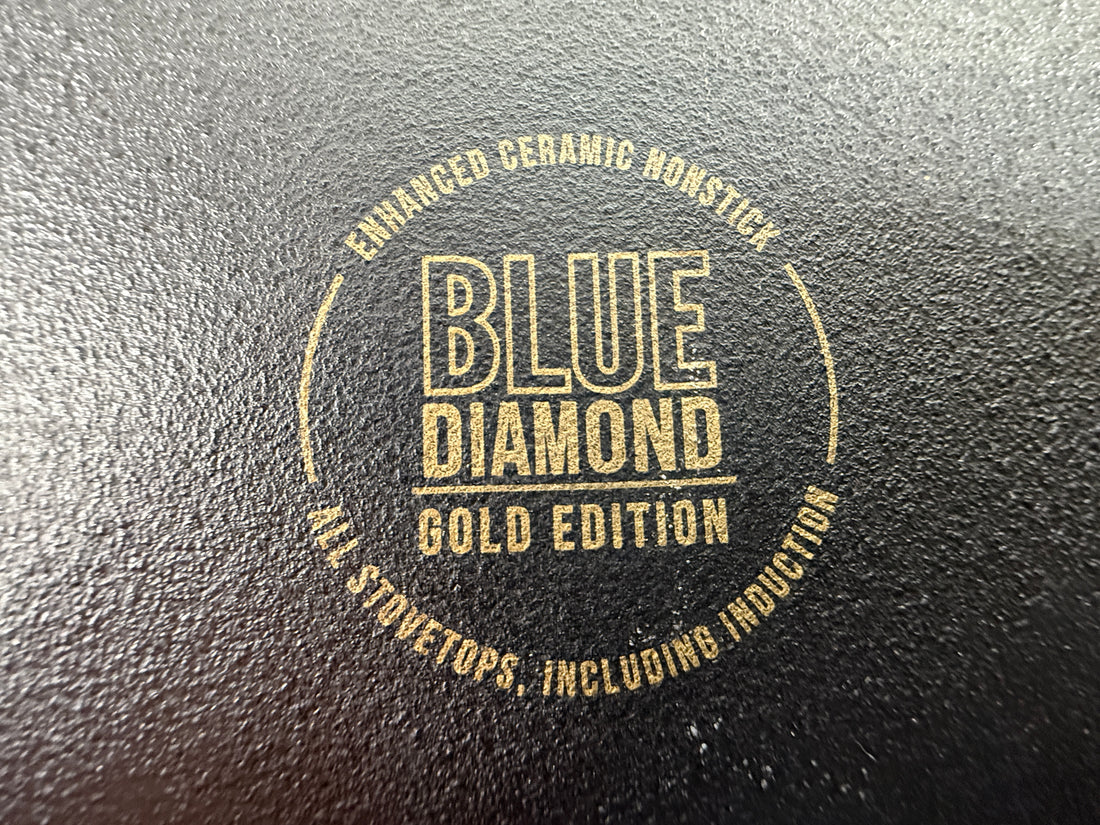 ENHANCED CERAMIC NONSTICK
BLUE
DIAMOND
GOLD EDITION
ALL STOVETOPS, INCLUDING INDUCTION